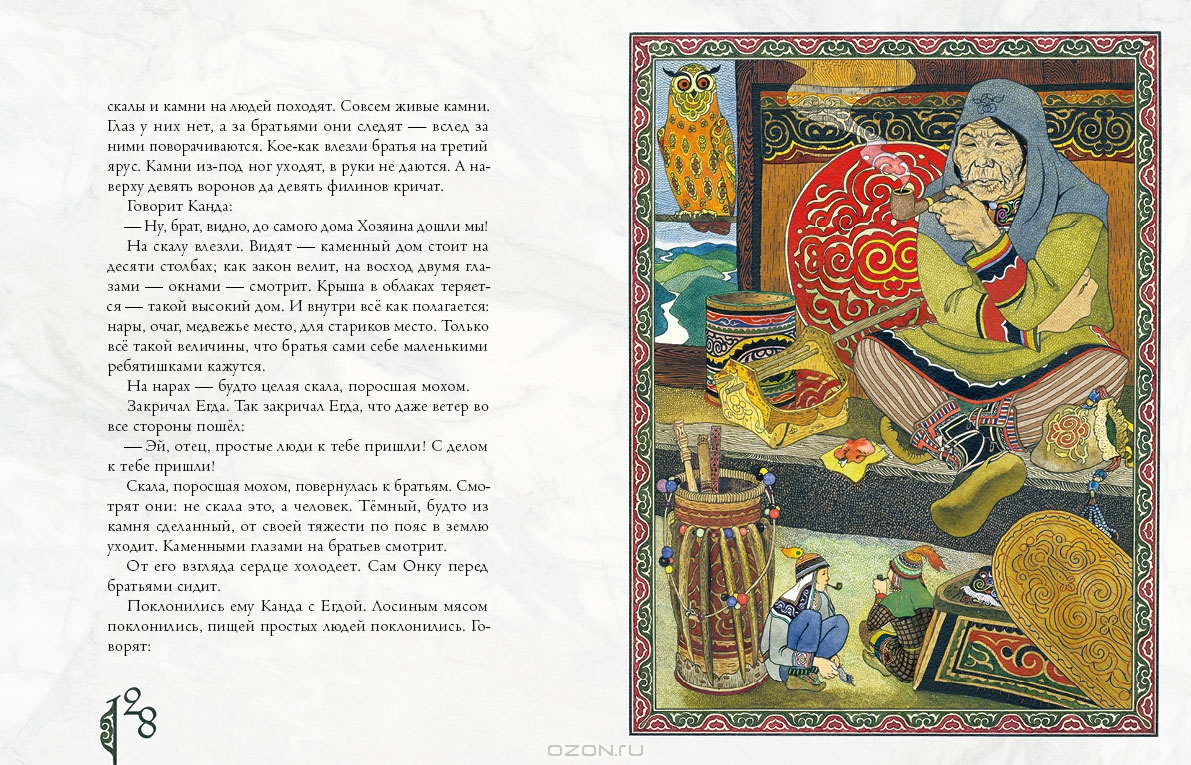 скалы и камни на людей походят. Совсем живые камни.
Глаз у них нет, а за братьями они следят — вслед за
ними поворачиваются. Кое-как влезли братья на третий
ярус. Камни из-под ног уходят, в руки не даются. А на-
верху девять воронов да девять филинов кричат.
Говорит Канда:
— Ну, брат, видно, до самого дома Хозяина дошли мы!
На скалу влезли. Видят — каменный дом стоит на
десяти столбах; как закон велит, на восход двумя гла-
зами — окнами — смотрит. Крыша в облаках теряет-
ся — такой высокий дом. И внутри всё как полагается:
нары, очаг, медвежье место, для стариков место. Только
всё такой величины, что братья сами себе маленькими
ребятишками кажутся.
На нарах — будто целая скала, поросшая мохом.
Закричал Егда. Так закричал Егда, что даже ветер во
все стороны пошёл:
— Эй, отец, простые люди к тебе пришли! С делом
к тебе пришли!
Скала, поросшая мохом, повернулась к братьям. Смо-
трят они: не скала это, а человек. Тёмный, будто из
камня сделанный, от своей тяжести по пояс в землю
уходит. Каменными глазами на братьев смотрит.
От его взгляда сердце холодеет. Сам Онку перед
братьями сидит.
Поклонились ему Канда с Егдой. Лосиным мясом
поклонились, пищей простых людей поклонились. Го-
ворят:
128
ozon.ru